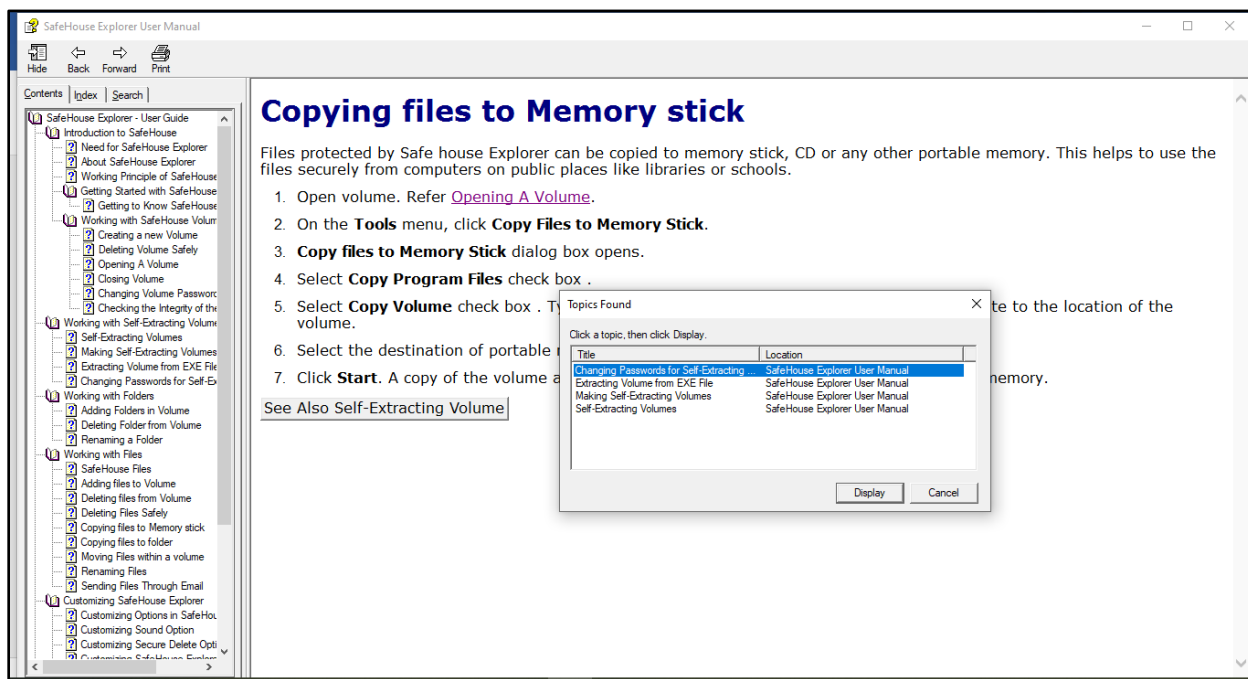 SafeHouse Explorer User Manual
Hide Back Forward Print
Contents Index Search
SafeHouse Explorer - User Guide
Introduction to SafeHouse
Need for SafeHouse Explorer
About SafeHouse Explorer
Working Principle of SafeHouse
Getting Started with SafeHouse
Getting to Know SafeHouse
Working with SafeHouse Volum
Creating a new Volume
Deleting Volume Safely
Opening A Volume
Closing Volume
Changing Volume Password
Checking the Integrity of the
Working with Self-Extracting Volume
Self-Extracting Volumes
Making Self-Extracting Volumes
Extracting Volume from EXE File
Changing Passwords for Self-Ex
Working with Folders
Adding Folders in Volume
Deleting Folder from Volume
Renaming a Folder
Working with Files
SafeHouse Files
Adding files to Volume
Deleting files from Volume
Deleting Files Safely
Copying files to Memory stick
Copying files to folder
Moving Files within a volume
Renaming Files
Sending Files Through Email
Customizing SafeHouse Explorer
Customizing Options in SafeHou
Customizing Sound Option
Customizing Secure Delete Opti
Customizing SafeHouse Explore
Copying files to Memory stick
Files protected by Safe house Explorer can be copied to memory stick, CD or any other portable memory. This helps to use the
files securely from computers on public places like libraries or schools.
1. Open volume. Refer Opening A Volume.
2. On the Tools menu, click Copy Files to Memory Stick.
3. Copy files to Memory Stick dialog box opens.
4. Select Copy Program Files check box .
5. Select Copy Volume check box . Ty te to the location of the
volume.
6. Select the destination of portable
7. Click Start. A copy of the volume a nemory.
See Also Self-Extracting Volume
Topics Found
Click a topic, then click Display.
Title Location
Changing Passwords for Self-Extracting ... SafeHouse Explorer User Manual
Extracting Volume from EXE File SafeHouse Explorer User Manual
Making Self-Extracting Volumes SafeHouse Explorer User Manual
Self-Extracting Volumes SafeHouse Explorer User Manual
Display Cancel